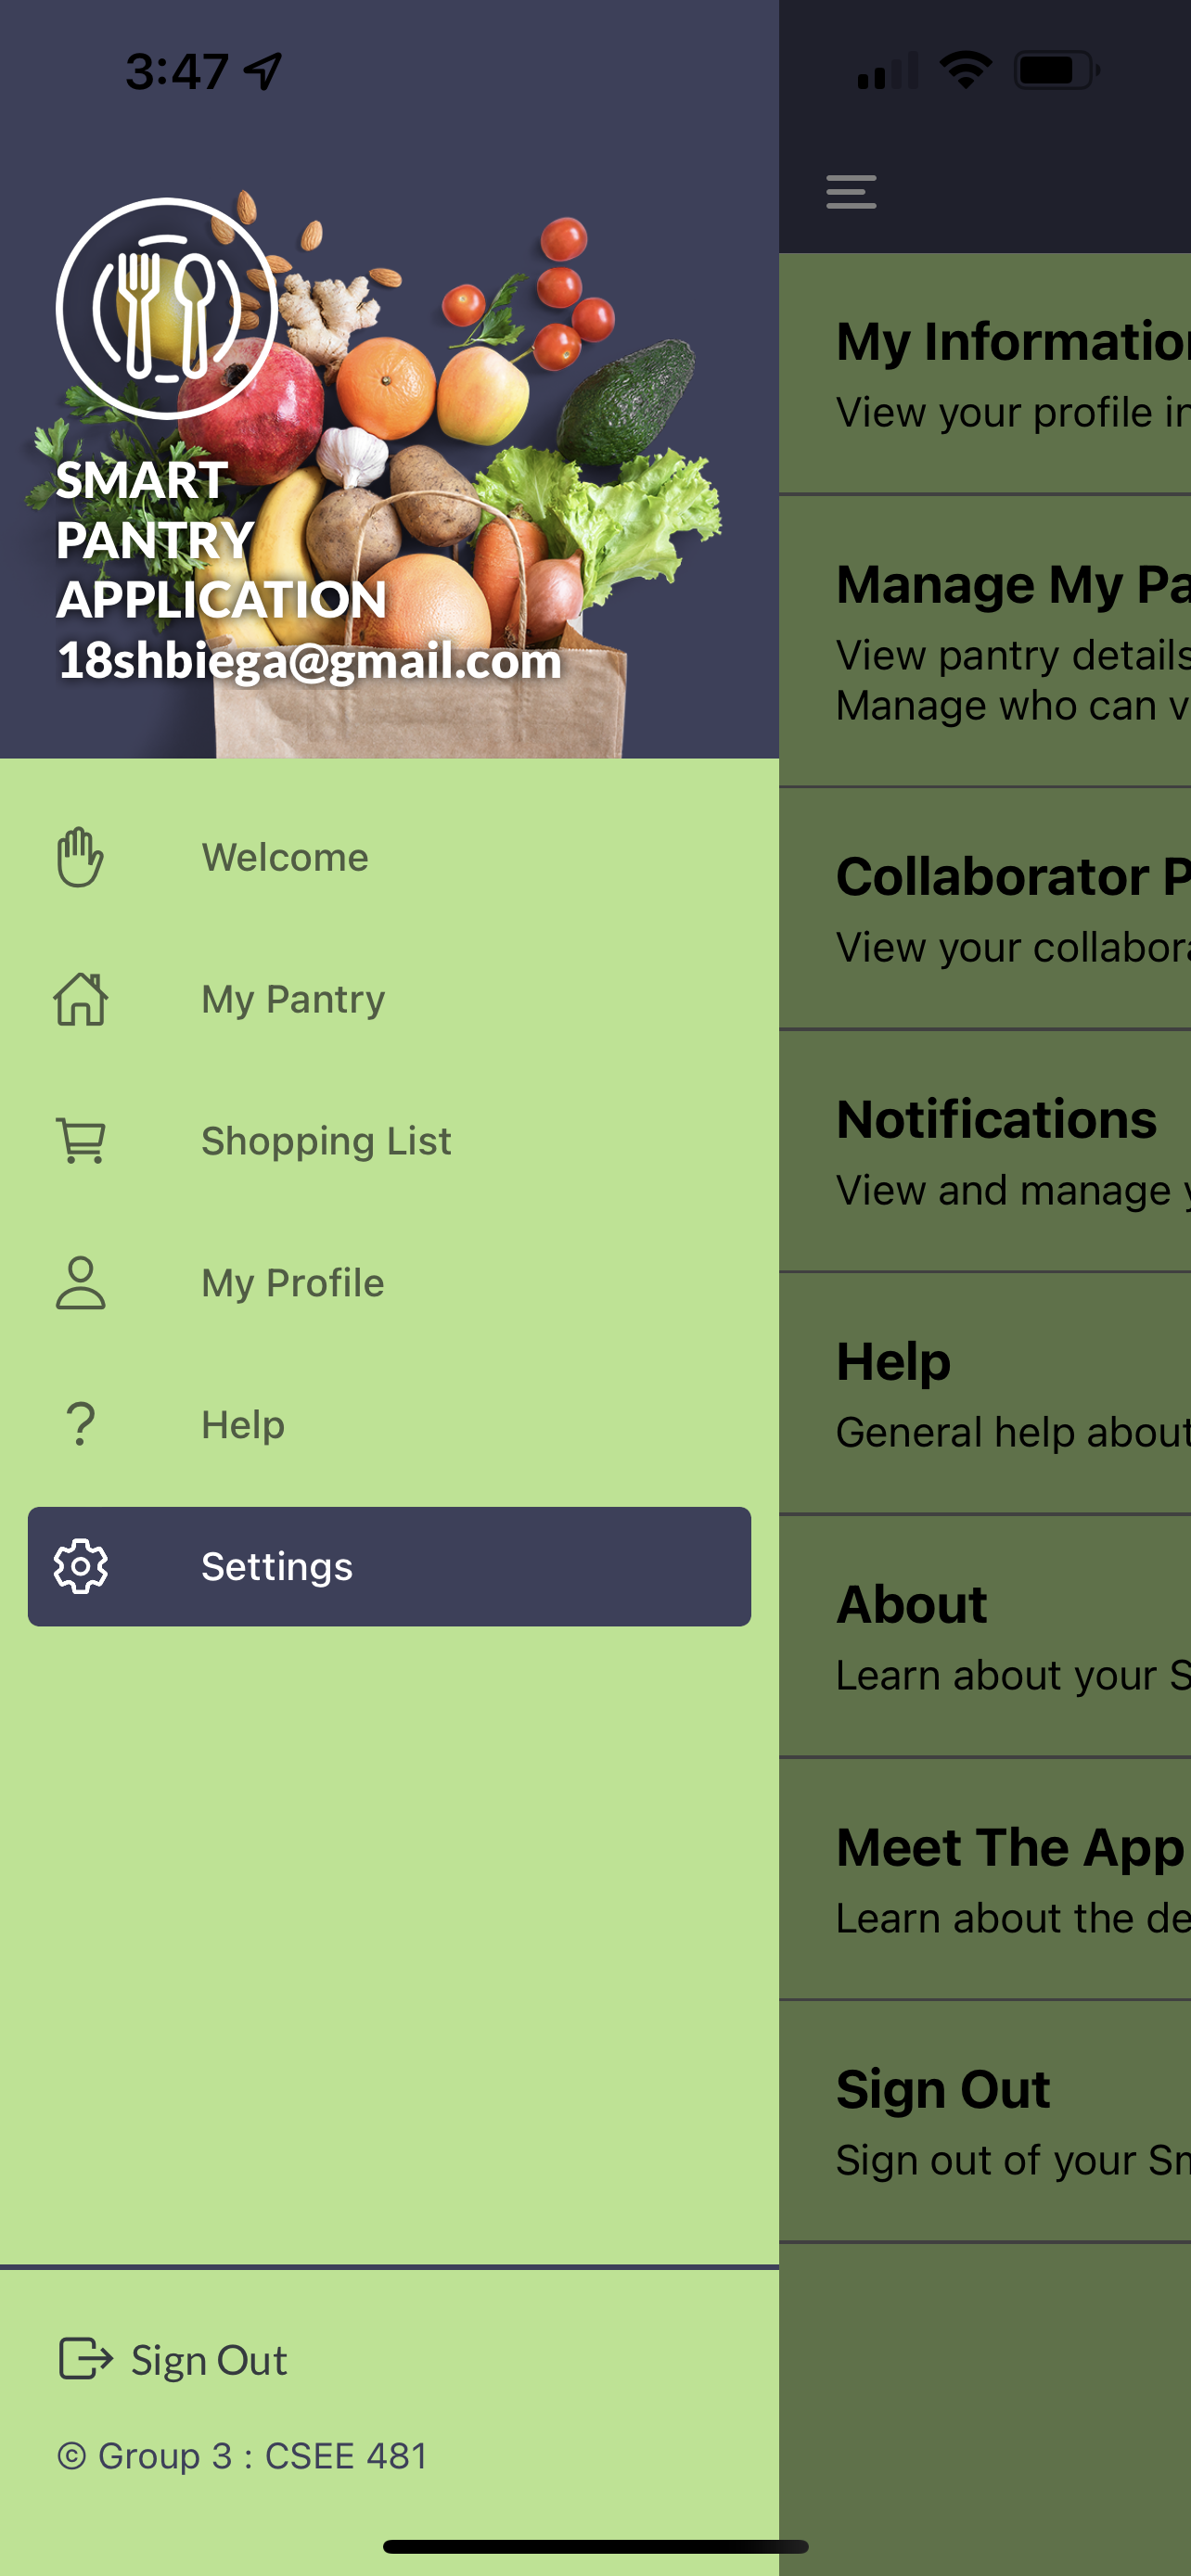 3:47
SMART
PANTRY
APPLICATION
18shbiega@gmail.com
Welcome
My Pantry
Shopping List
My Profile
? Help
Settings
Sign Out
© Group 3 : CSEE 481
My Information
View your profile in
Manage My Pa
View pantry details
Manage who can v
Collaborator P
View your collabora
Notifications
View and manage y
Help
General help about
About
Learn about your S
Meet The App
Learn about the de
Sign Out
Sign out of your Sm